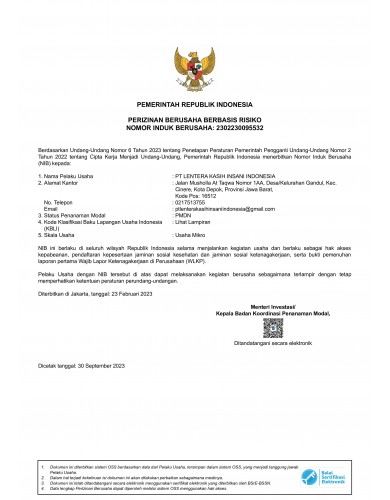 PEMERINTAH REPUBLIK INDONESIA
PERIZINAN BERUSAHA BERBASIS RISIKO
NOMOR INDUK BERUSAHA: 2302230095532
Berdasarkan Undang-Undang Nomor 6 Tahun 2023 tentang Penetapan Peraturan Pemerintah Pengganti Undang-Undang Nomor 2
Tahun 2022 tentang Cipta Kerja Menjadi Undang-Undang, Pemerintah Republik Indonesia menerbitkan Nomor Induk Berusaha
(NIB) kepada:
1. Nama Pelaku Usaha : PT LENTERA KASIH INSANI INDONESIA
2. Alamat Kantor : Jalan Musholla At Taqwa Nomor 1AA, Desa/Kelurahan Gandul, Kec.
Cinere, Kota Depok, Provinsi Jawa Barat,
Kode Pos: 16512
No. Telepon : 0217513755
Email : ptlenterakasihinsaniindonesia@gmail.com
3. Status Penanaman Modal : PMDN
4. Kode Klasifikasi Baku Lapangan Usaha Indonesia : Lihat Lampiran
(KBLI)
5. Skala Usaha : Usaha Mikro
NIB ini berlaku di seluruh wilayah Republik Indonesia selama menjalankan kegiatan usaha dan berlaku sebagai hak akses
kepabeanan, pendaftaran kepesertaan jaminan sosial kesehatan dan jaminan sosial ketenagakerjaan, serta bukti pemenuhan
laporan pertama Wajib Lapor Ketenagakerjaan di Perusahaan (WLKP).
Pelaku Usaha dengan NIB tersebut di atas dapat melaksanakan kegiatan berusaha sebagaimana terlampir dengan tetap
memperhatikan ketentuan peraturan perundang-undangan.
Diterbitkan di Jakarta, tanggal: 23 Februari 2023
Menteri Investasi/
Kepala Badan Koordinasi Penanaman Modal,
Ditandatangani secara elektronik
Dicetak tanggal: 30 September 2023
1. Dokumen ini diterbitkan sistem OSS berdasarkan data dari Pelaku Usaha, tersimpan dalam sistem OSS, yang menjadi tanggung jawab
Pelaku Usaha.
2. Dalam hal terjadi kekeliruan isi dokumen ini akan dilakukan perbaikan sebagaimana mestinya.
3. Dokumen ini telah ditandatangani secara elektronik menggunakan sertifikat elektronik yang diterbitkan oleh BSrE-BSSN.
4. Data lengkap Perizinan Berusaha dapat diperoleh melalui sistem OSS menggunakan hak akses.
Balai
Sertifikasi
Elektronik